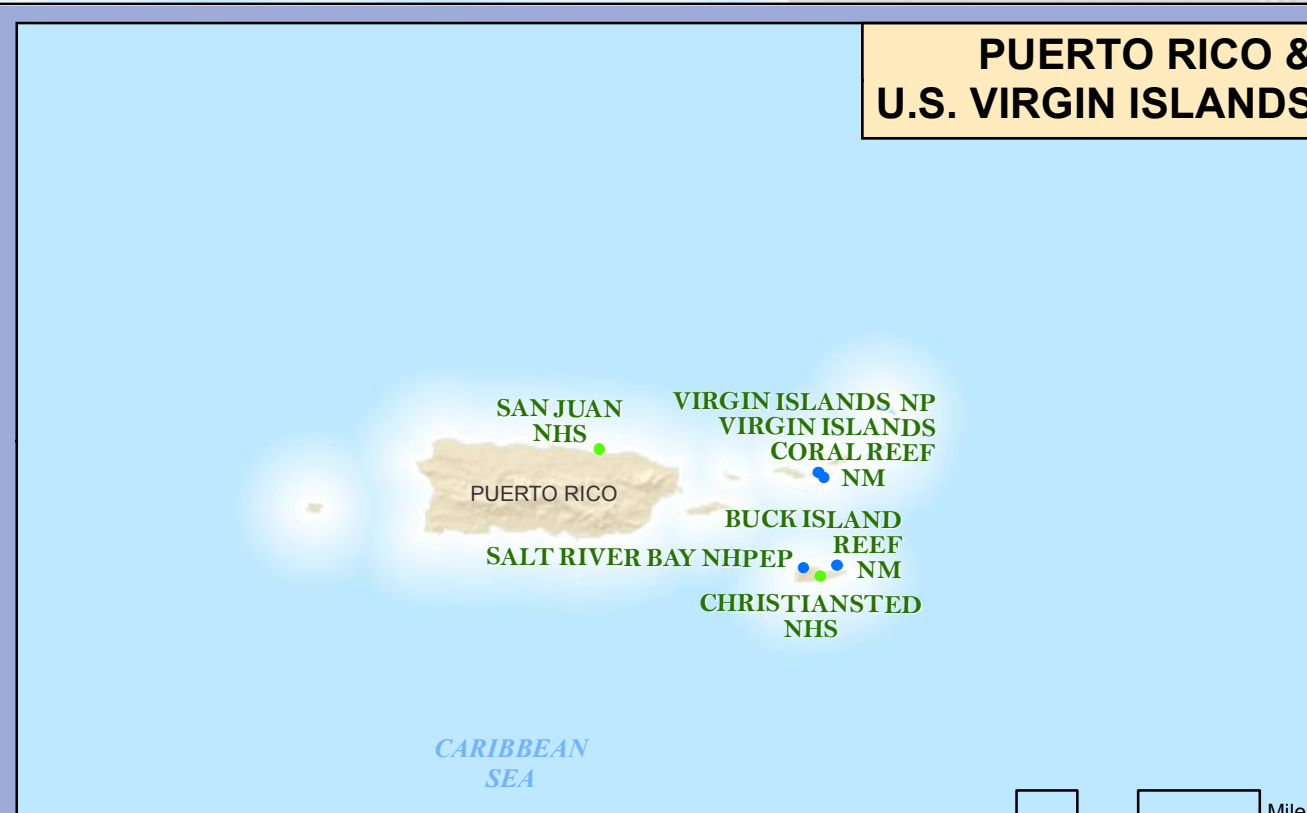 PUERTO RICO &
U.S. VIRGIN ISLANDS
SAN JUAN
NHS
VIRGIN ISLANDS NP
VIRGIN ISLANDS
CORAL REEF
NM
PUERTO RICO
BUCK ISLAND
REEF
NM
SALT RIVER BAY NHPEP
CHRISTIANSTED
NHS
CARIBBEAN
SEA
Mile